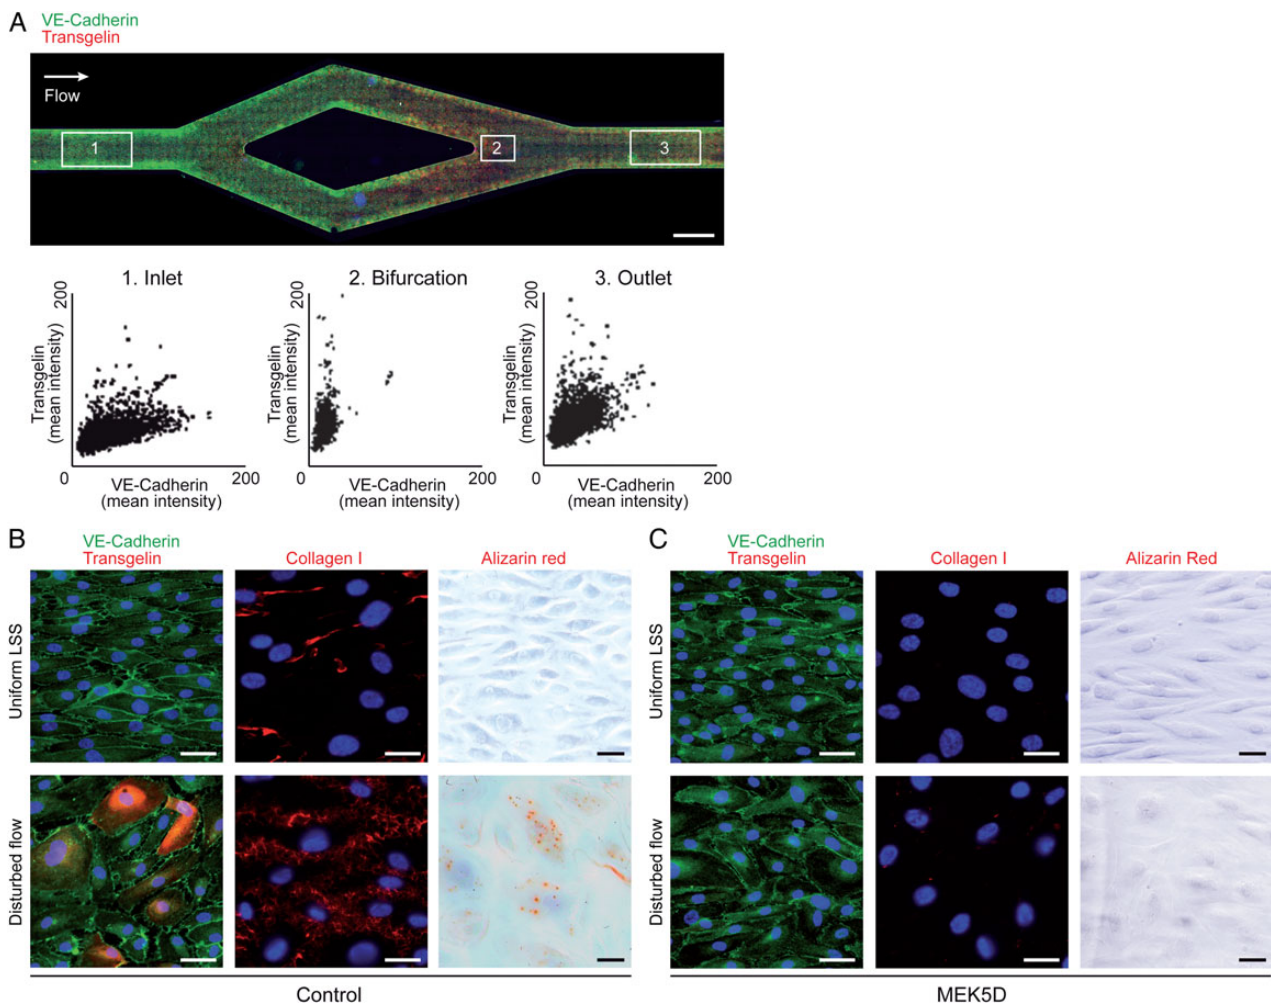 A
VE-Cadherin
Transgelin
Flow
1
2
3
1. Inlet
2. Bifurcation
3. Outlet
200
Transgelin
(mean intensity)
0
VE-Cadherin
(mean intensity)
200
200
Transgelin
(mean intensity)
0
VE-Cadherin
(mean intensity)
200
200
Transgelin
(mean intensity)
0
VE-Cadherin
(mean intensity)
200
B
VE-Cadherin
Transgelin
Collagen I
Alizarin red
Uniform LSS
Disturbed flow
Control
C
VE-Cadherin
Transgelin
Collagen I
Alizarin Red
Uniform LSS
Disturbed flow
MEK5D